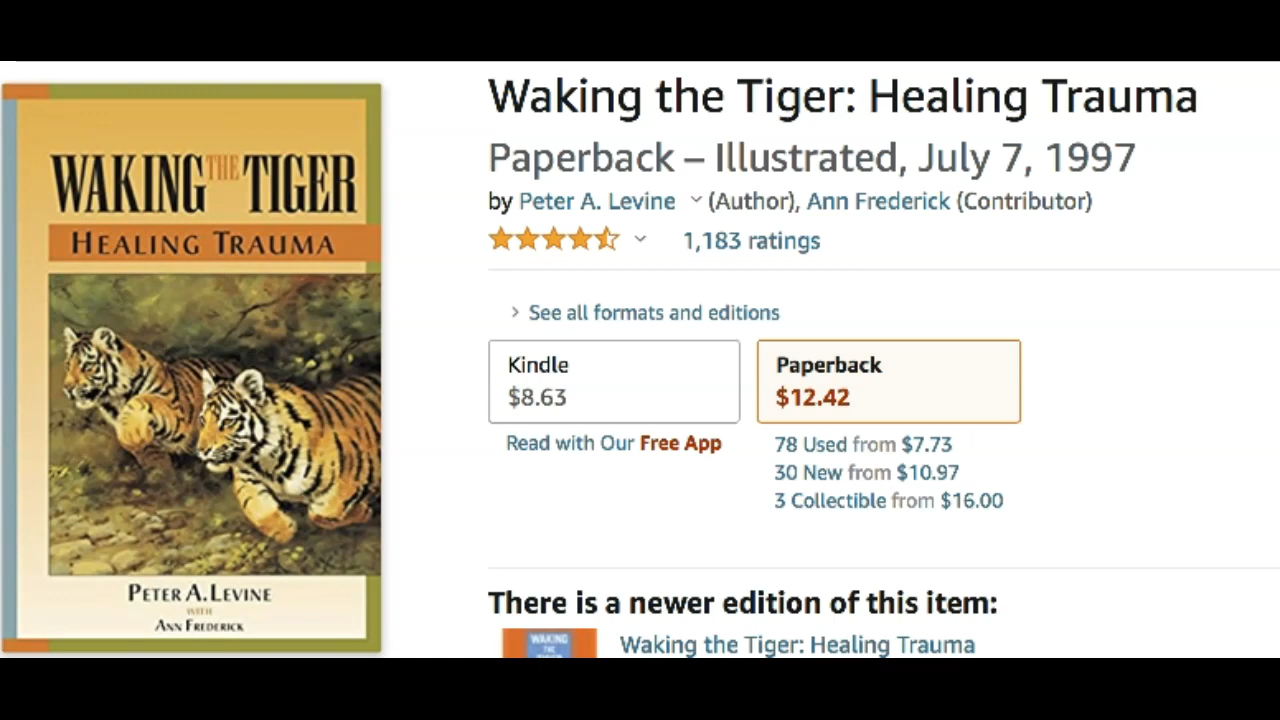 WAKING THE TIGER
HEALING TRAUMA
PETER A. LEVINE
WITH
ANN FREDERICK
Waking the Tiger: Healing Trauma
Paperback – Illustrated, July 7, 1997
by Peter A. Levine (Author), Ann Frederick (Contributor)
1,183 ratings
See all formats and editions
Kindle
$8.63
Read with Our Free App
Paperback
$12.42
78 Used from $7.73
30 New from $10.97
3 Collectible from $16.00
There is a newer edition of this item:
WAKING
THE
Waking the Tiger: Healing Trauma